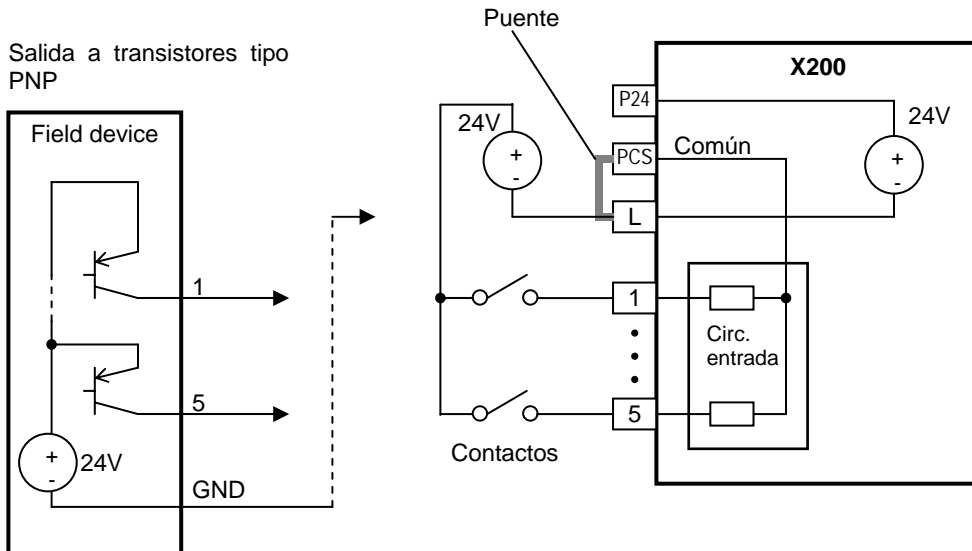 Salida a transistores tipo
PNP
Field device
1
5
+
-
24V
GND
Puente
X200
24V
+
-
P24
PCS
Común
L
24V
+
-
1
5
Circ.
entrada
Contactos